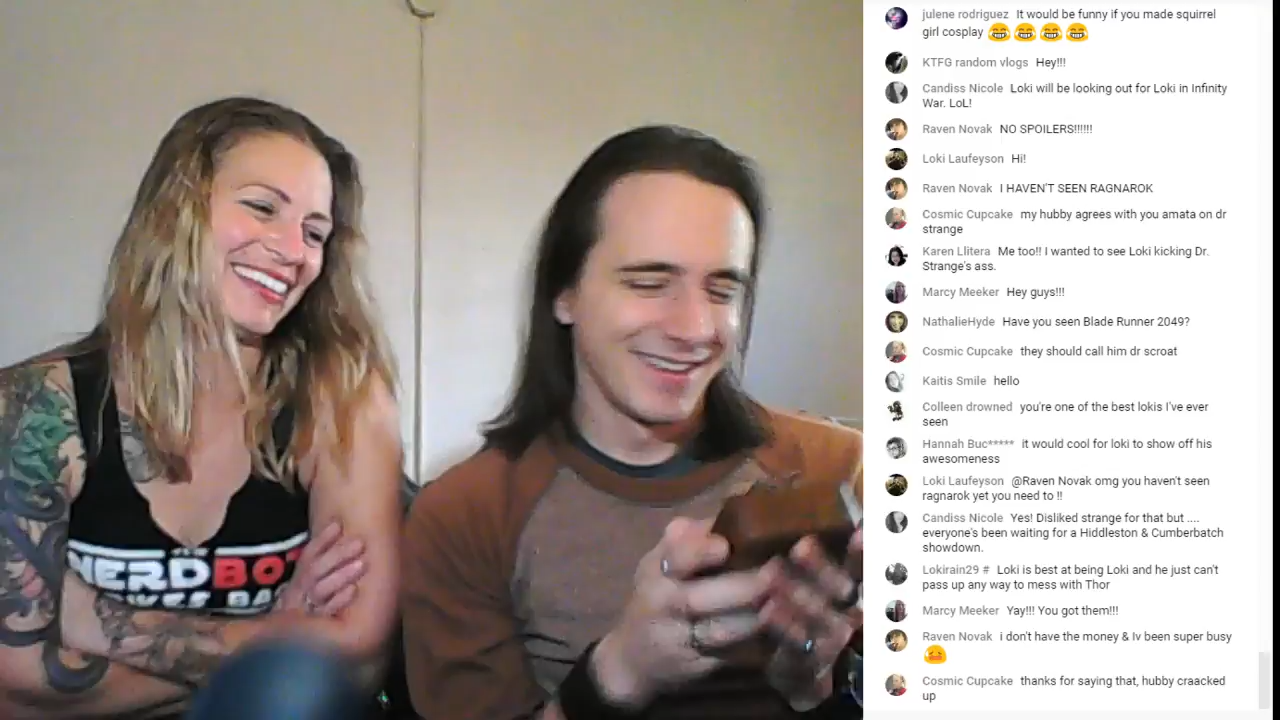 THE
NERDBOT
STRIKES BACK
julene rodriguez It would be funny if you made squirrel
girl cosplay 😂 😂 😂 😂
KTFG random vlogs Hey!!!
Candiss Nicole Loki will be looking out for Loki in Infinity
War. LoL!
Raven Novak NO SPOILERS!!!!!!
Loki Laufeyson Hi!
Raven Novak I HAVEN'T SEEN RAGNAROK
Cosmic Cupcake my hubby agrees with you amata on dr
strange
Karen Llitera Me too!! I wanted to see Loki kicking Dr.
Strange's ass.
Marcy Meeker Hey guys!!!
NathalieHyde Have you seen Blade Runner 2049?
Cosmic Cupcake they should call him dr scroat
Kaitis Smile hello
Colleen drowned you're one of the best lokis I've ever
seen
Hannah Buc***** it would cool for loki to show off his
awesomeness
Loki Laufeyson @Raven Novak omg you haven't seen
ragnarok yet you need to !!
Candiss Nicole Yes! Disliked strange for that but ....
everyone's been waiting for a Hiddleston & Cumberbatch
showdown.
Lokirain29 # Loki is best at being Loki and he just can't
pass up any way to mess with Thor
Marcy Meeker Yay!!! You got them!!!
Raven Novak i don't have the money & Iv been super busy
Cosmic Cupcake thanks for saying that, hubby craacked
up